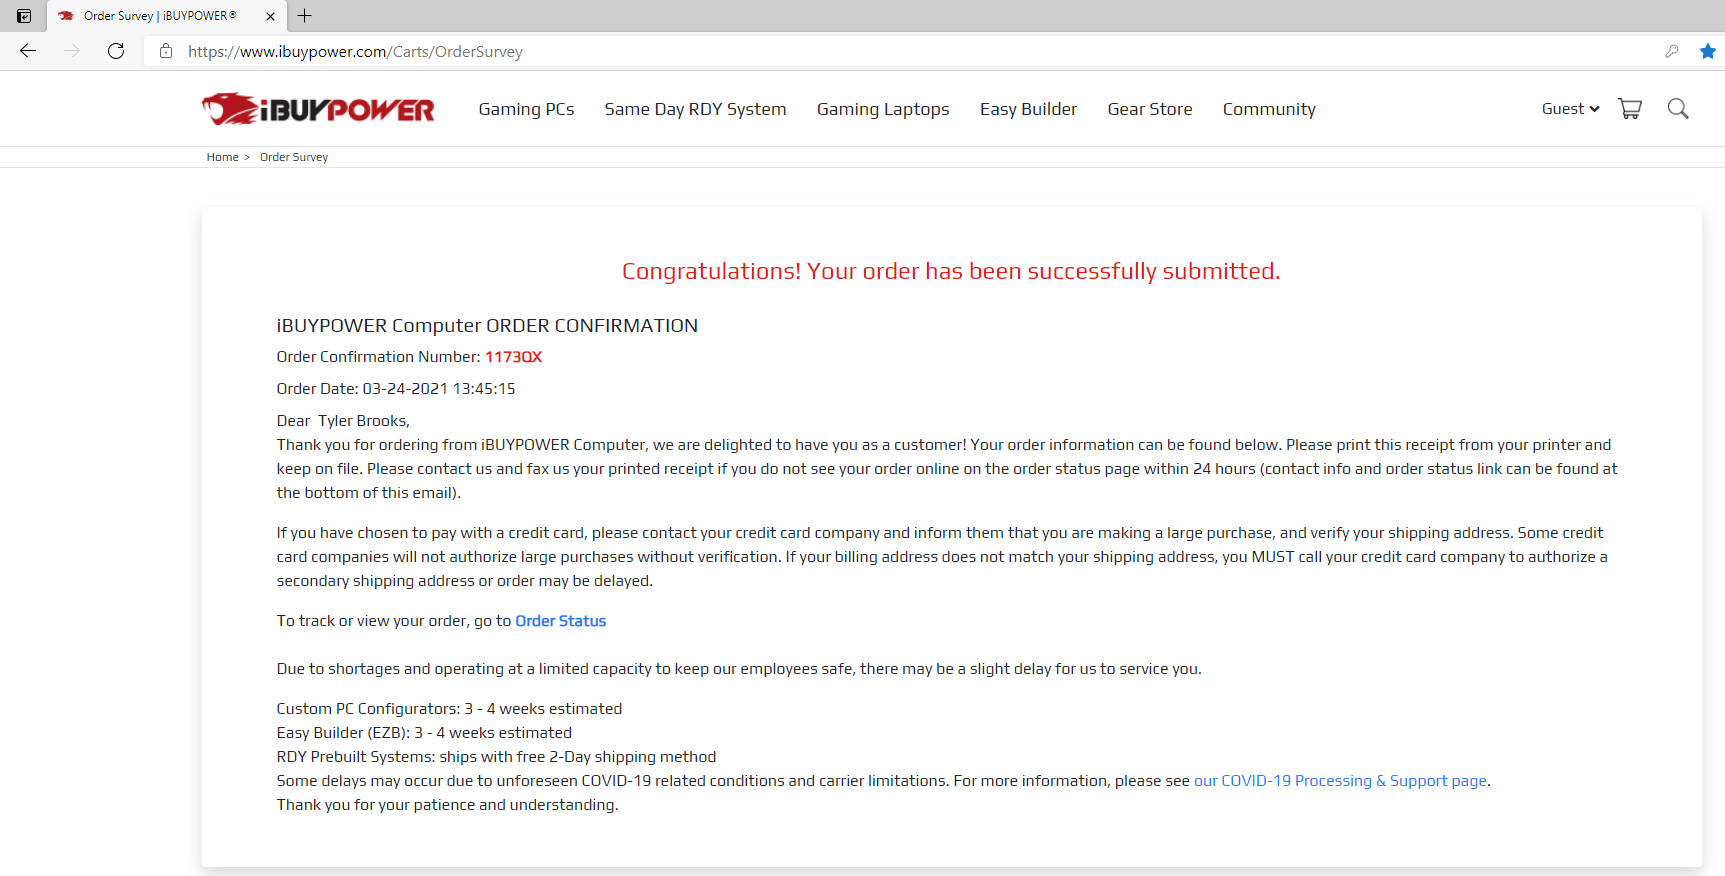 Order Survey | iBUYPOWER®
https://www.ibuypower.com/Carts/OrderSurvey
iBUYPOWER Gaming PCs Same Day RDY System Gaming Laptops Easy Builder Gear Store Community Guest
Home > Order Survey
Congratulations! Your order has been successfully submitted.
iBUYPOWER Computer ORDER CONFIRMATION
Order Confirmation Number: 1173QX
Order Date: 03-24-2021 13:45:15
Dear Tyler Brooks,
Thank you for ordering from iBUYPOWER Computer, we are delighted to have you as a customer! Your order information can be found below. Please print this receipt from your printer and
keep on file. Please contact us and fax us your printed receipt if you do not see your order online on the order status page within 24 hours (contact info and order status link can be found at
the bottom of this email).
If you have chosen to pay with a credit card, please contact your credit card company and inform them that you are making a large purchase, and verify your shipping address. Some credit
card companies will not authorize large purchases without verification. If your billing address does not match your shipping address, you MUST call your credit card company to authorize a
secondary shipping address or order may be delayed.
To track or view your order, go to Order Status
Due to shortages and operating at a limited capacity to keep our employees safe, there may be a slight delay for us to service you.
Custom PC Configurators: 3 - 4 weeks estimated
Easy Builder (EZB): 3 - 4 weeks estimated
RDY Prebuilt Systems: ships with free 2-Day shipping method
Some delays may occur due to unforeseen COVID-19 related conditions and carrier limitations. For more information, please see our COVID-19 Processing & Support page.
Thank you for your patience and understanding.